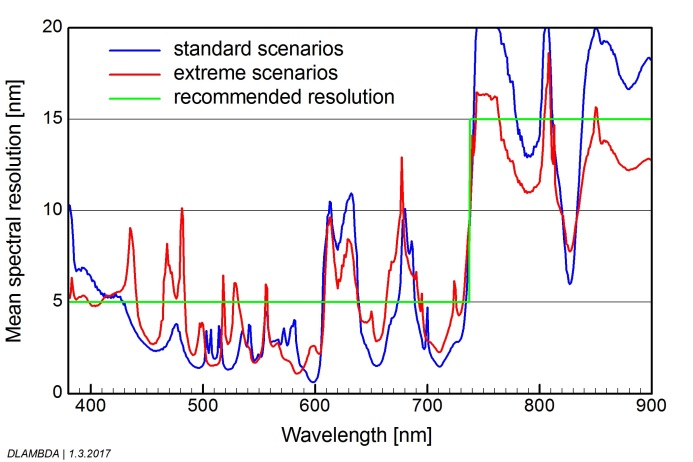 20
15
10
5
0
Mean spectral resolution [nm]
standard scenarios
extreme scenarios
recommended resolution
400 500 600 700 800 900
Wavelength [nm]
DLAMBDA | 1.3.2017